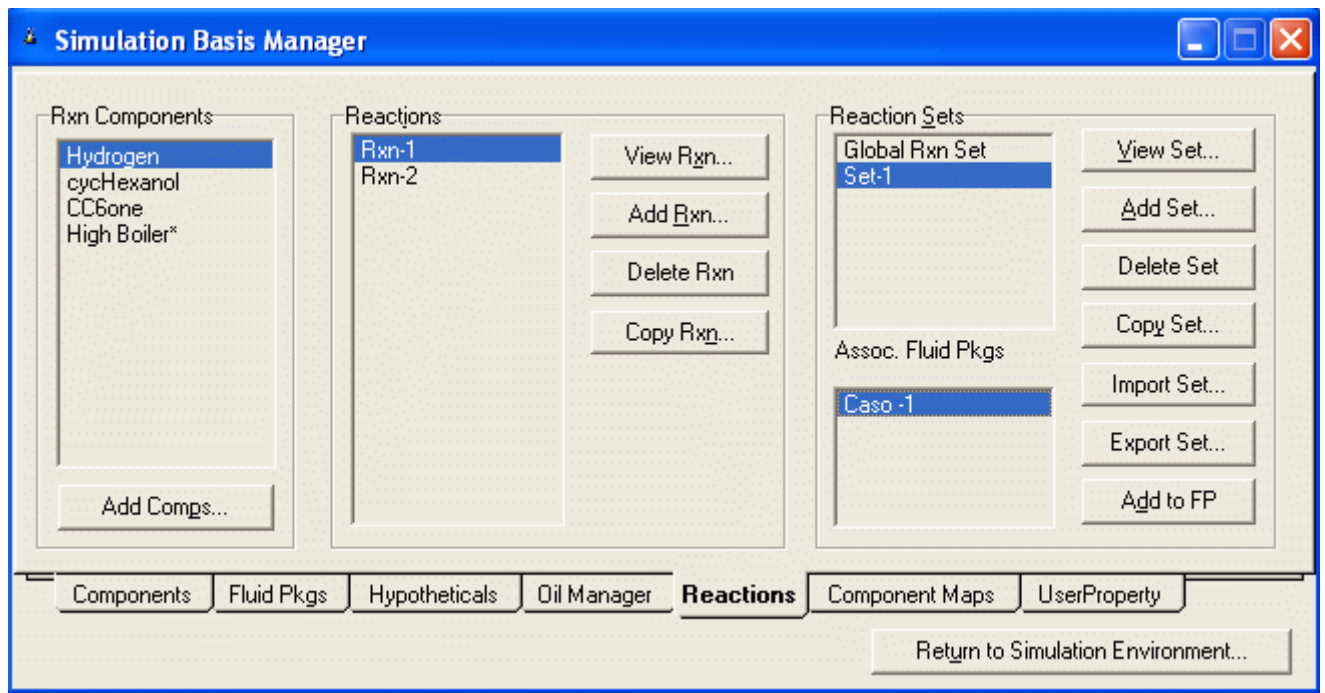 Simulation Basis Manager
Rxn Components
Hydrogen
cycHexanol
CC6one
High Boiler*
Add Comps...
Reactions
Rxn-1
Rxn-2
View Rxn...
Add Rxn...
Delete Rxn
Copy Rxn...
Reaction Sets
Global Rxn Set
Set-1
Assoc. Fluid Pkgs
Caso -1
View Set...
Add Set...
Delete Set
Copy Set...
Import Set...
Export Set...
Add to FP
Components Fluid Pkgs Hypotheticals Oil Manager Reactions Component Maps UserProperty
Return to Simulation Environment...